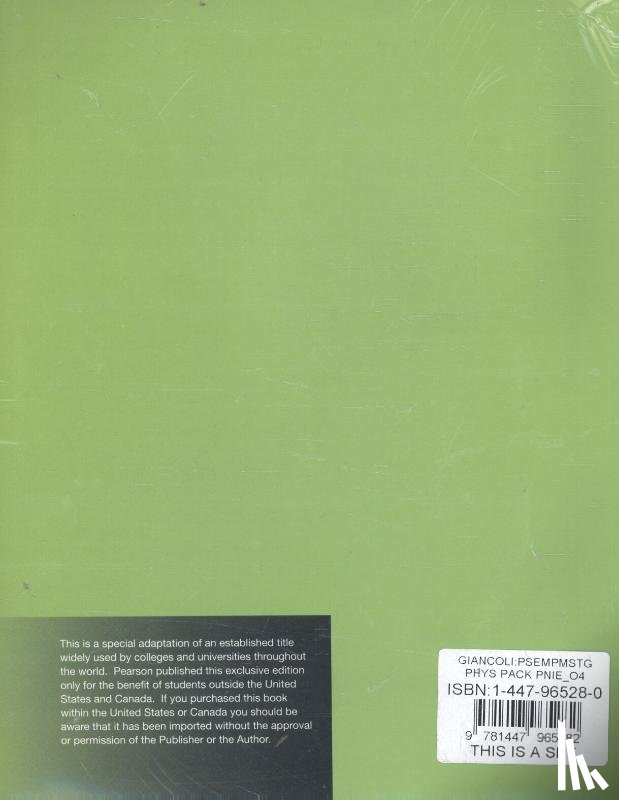 This is a special adaptation of an established title
widely used by colleges and universities throughout
the world. Pearson published this exclusive edition
only for the benefit of students outside the United
States and Canada. If you purchased this book
within the United States or Canada you should be
aware that it has been imported without the approval
or permission of the Publisher or the Author.
GIANCOLI:PSEMPMSTG
PHYS PACK PNIE_O4
ISBN:1-447-96528-0
9 781447
THIS IS A